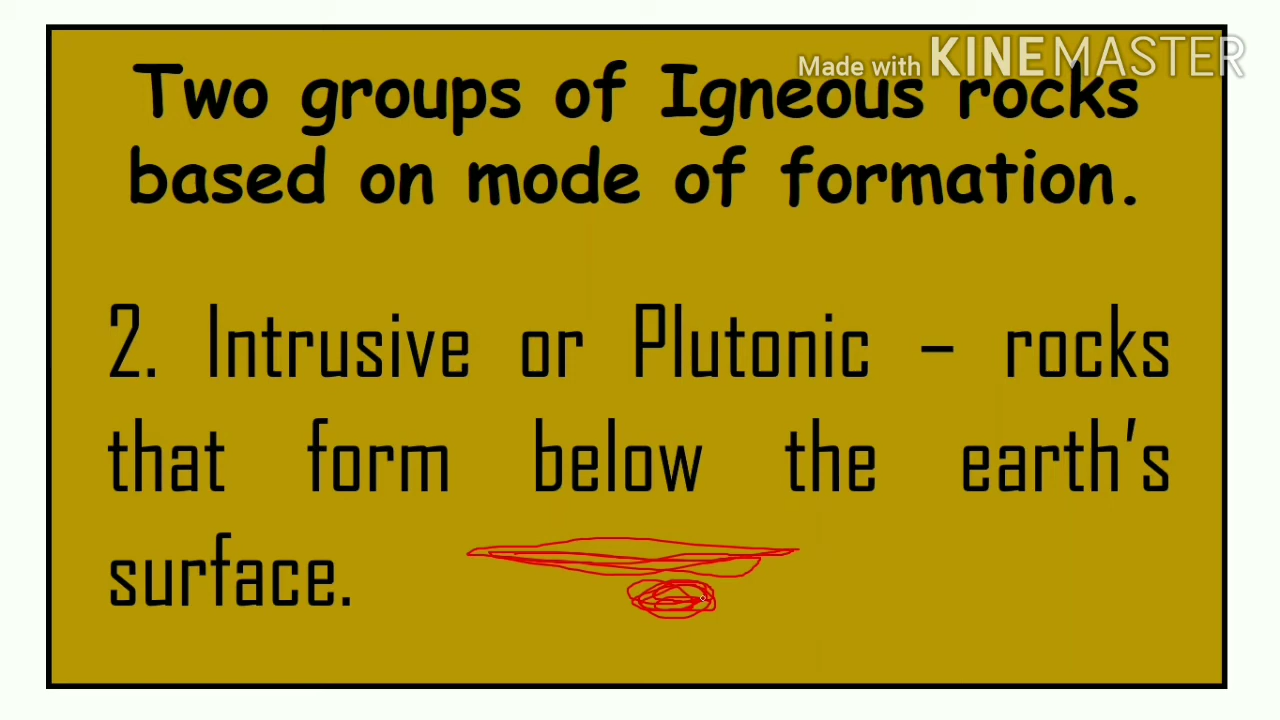 Made with KINEMASTER
Two groups of Igneous rocks
based on mode of formation.
2. Intrusive or Plutonic – rocks
that form below the earth's
surface.